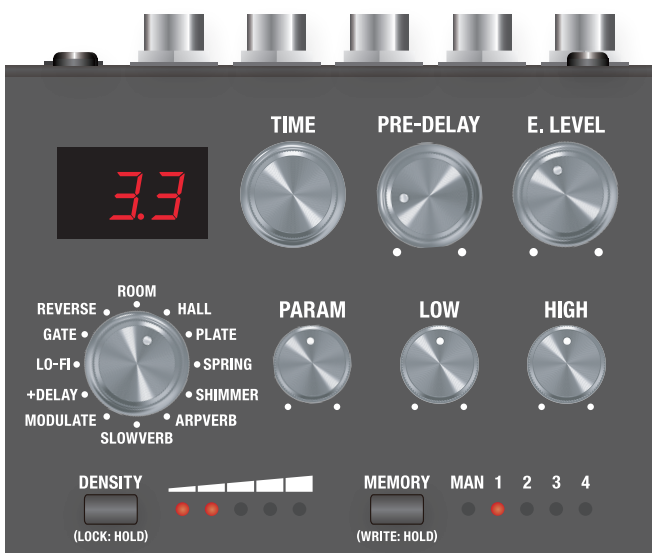 TIME PRE-DELAY E. LEVEL
3.3
ROOM
REVERSE HALL
GATE PLATE
LO-FI SPRING
+DELAY SHIMMER
MODULATE ARPVERB
SLOWVERB
PARAM LOW HIGH
DENSITY
(LOCK: HOLD)
MEMORY MAN 1 2 3 4
(WRITE: HOLD)